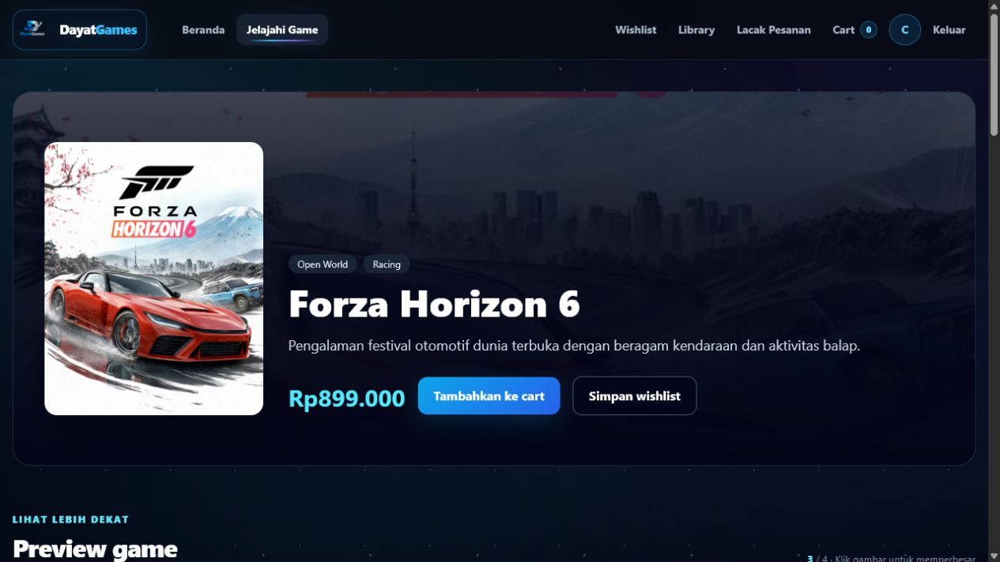 DayatGames
Beranda
Jelajahi Game
Wishlist
Library
Lacak Pesanan
Cart 0
C
Keluar
FORZA
HORIZON 6
Open World
Racing
Forza Horizon 6
Pengalaman festival otomotif dunia terbuka dengan beragam kendaraan dan aktivitas balap.
Rp899.000
Tambahkan ke cart
Simpan wishlist
LIHAT LEBIH DEKAT
Preview game
3 / 4 · Klik gambar untuk memperbesar